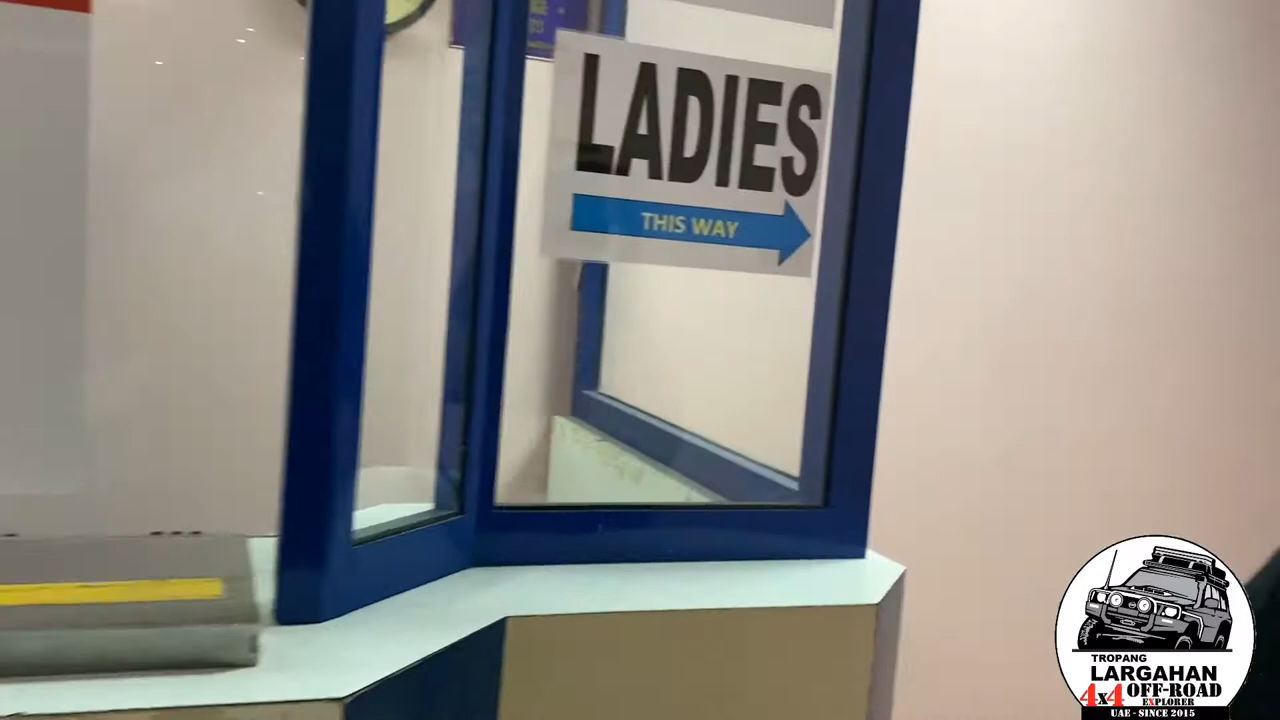 LADIES
THIS WAY
TROPANG
LARGAHAN
4x4 OFF-ROAD
EXPLORER
UAE - SINCE 2015